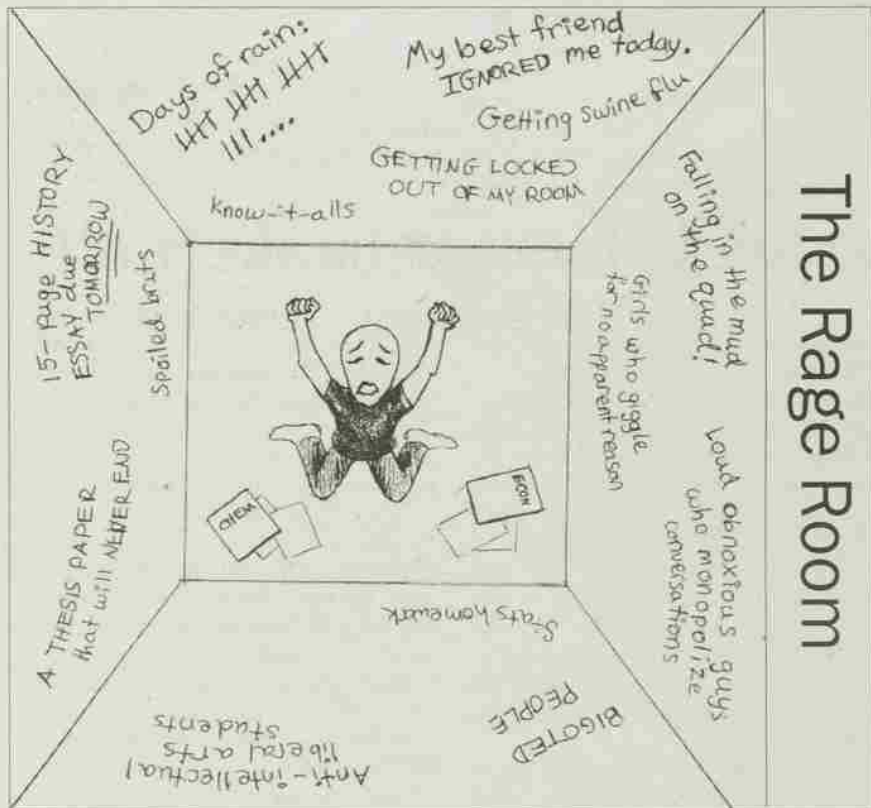 Days of rain:
|||| |||| ||||
|||....
My best friend
IGNORED me today.
Getting swine flu
GETTING LOCKED
OUT OF MY ROOM
Know-it-alls
Falling in the mud
on the quad!
Girls who giggle
for no apparent reason
Loud obnoxious guys
who monopolize
conversations
Stats homework
BIGOTED
PEOPLE
Anti-intellectual
liberal arts
students
A THESIS PAPER
that will NEVER END
15-page HISTORY
ESSAY due
TOMORROW
Spoiled brats
CHEM
ECON
The Rage Room